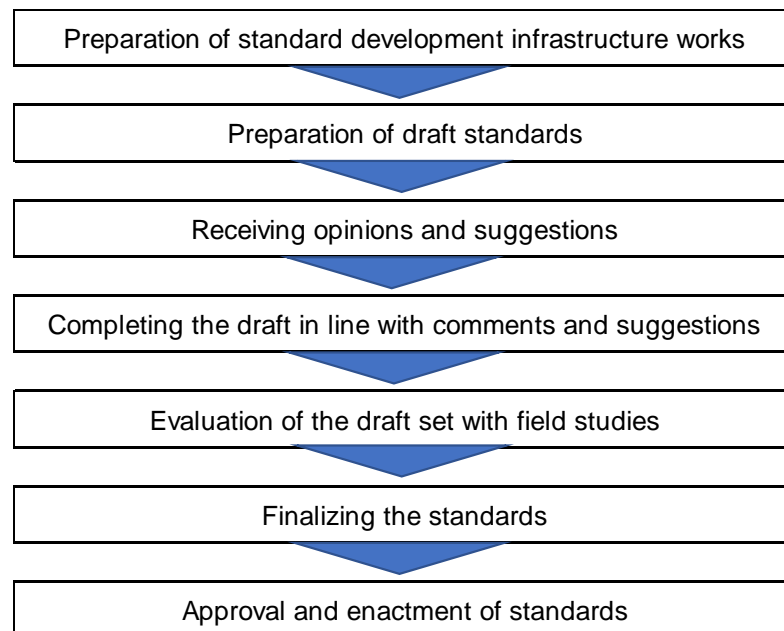 Preparation of standard development infrastructure works
Preparation of draft standards
Receiving opinions and suggestions
Completing the draft in line with comments and suggestions
Evaluation of the draft set with field studies
Finalizing the standards
Approval and enactment of standards